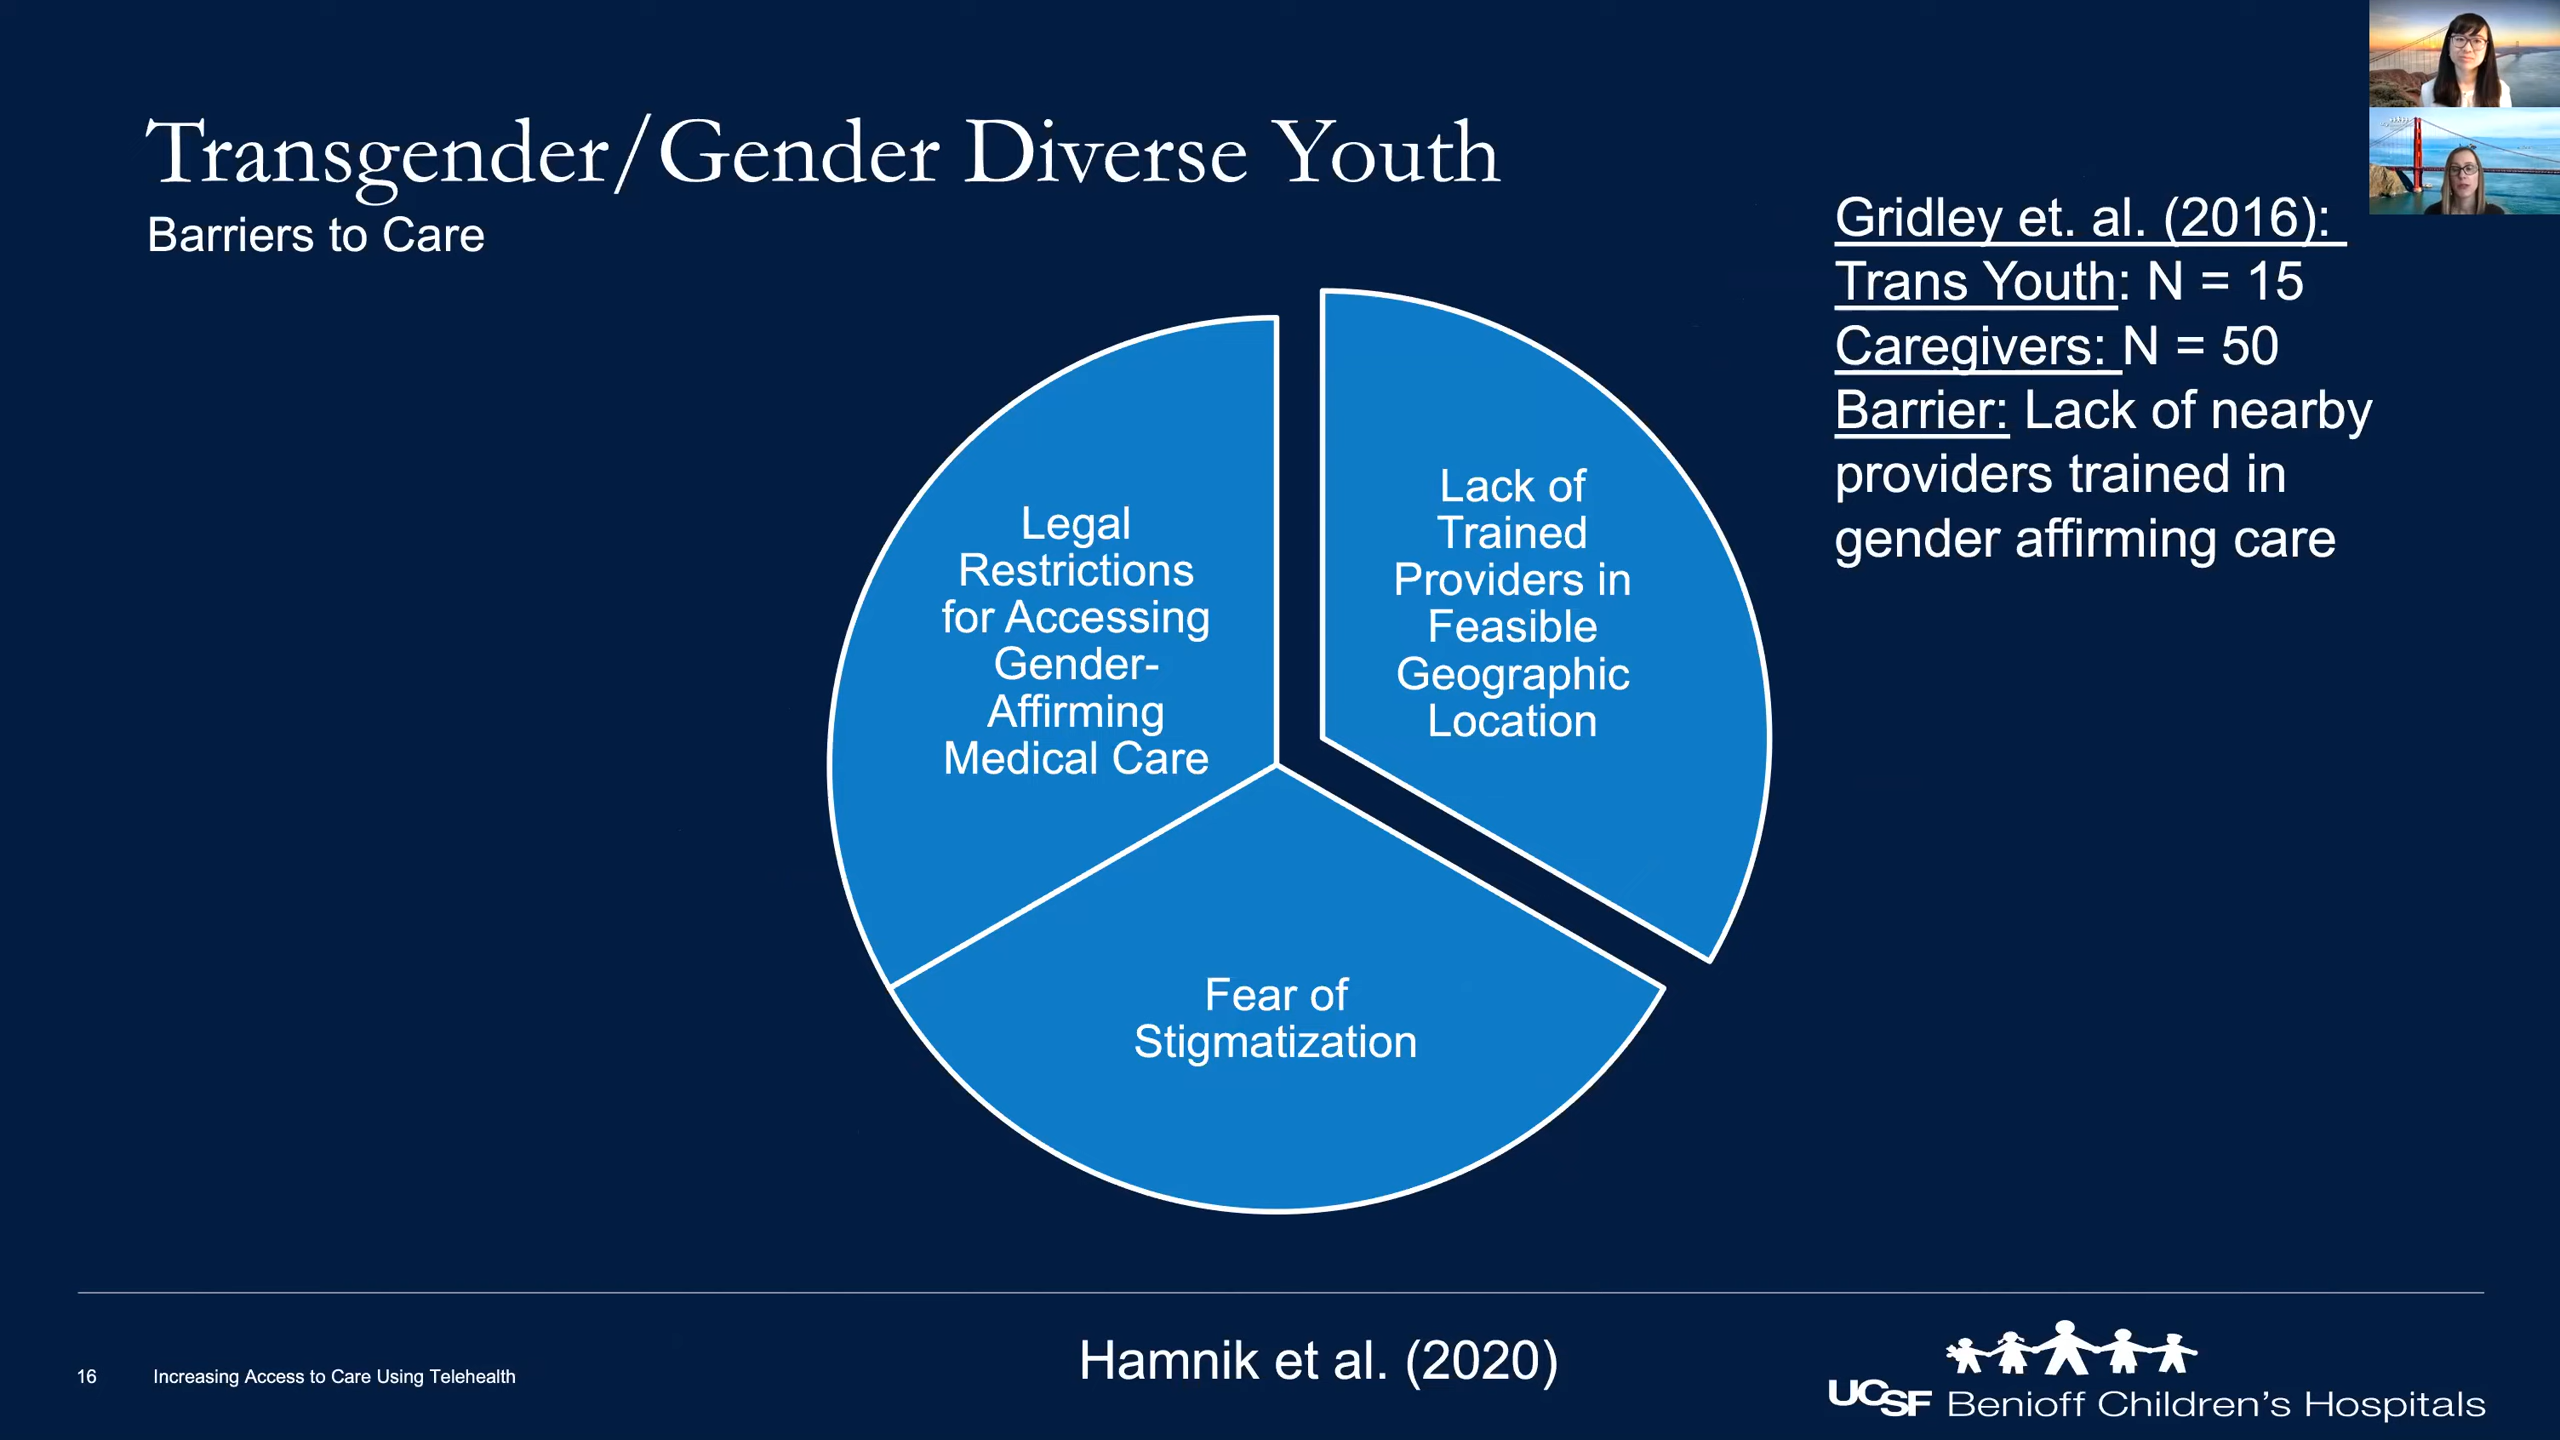 Transgender/Gender Diverse Youth
Barriers to Care
Gridley et. al. (2016):
Trans Youth: N = 15
Caregivers: N = 50
Barrier: Lack of nearby
providers trained in
gender affirming care
Legal
Restrictions
for Accessing
Gender-
Affirming
Medical Care
Lack of
Trained
Providers in
Feasible
Geographic
Location
Fear of
Stigmatization
Hamnik et al. (2020)
16
Increasing Access to Care Using Telehealth
UCSF Benioff Children's Hospitals